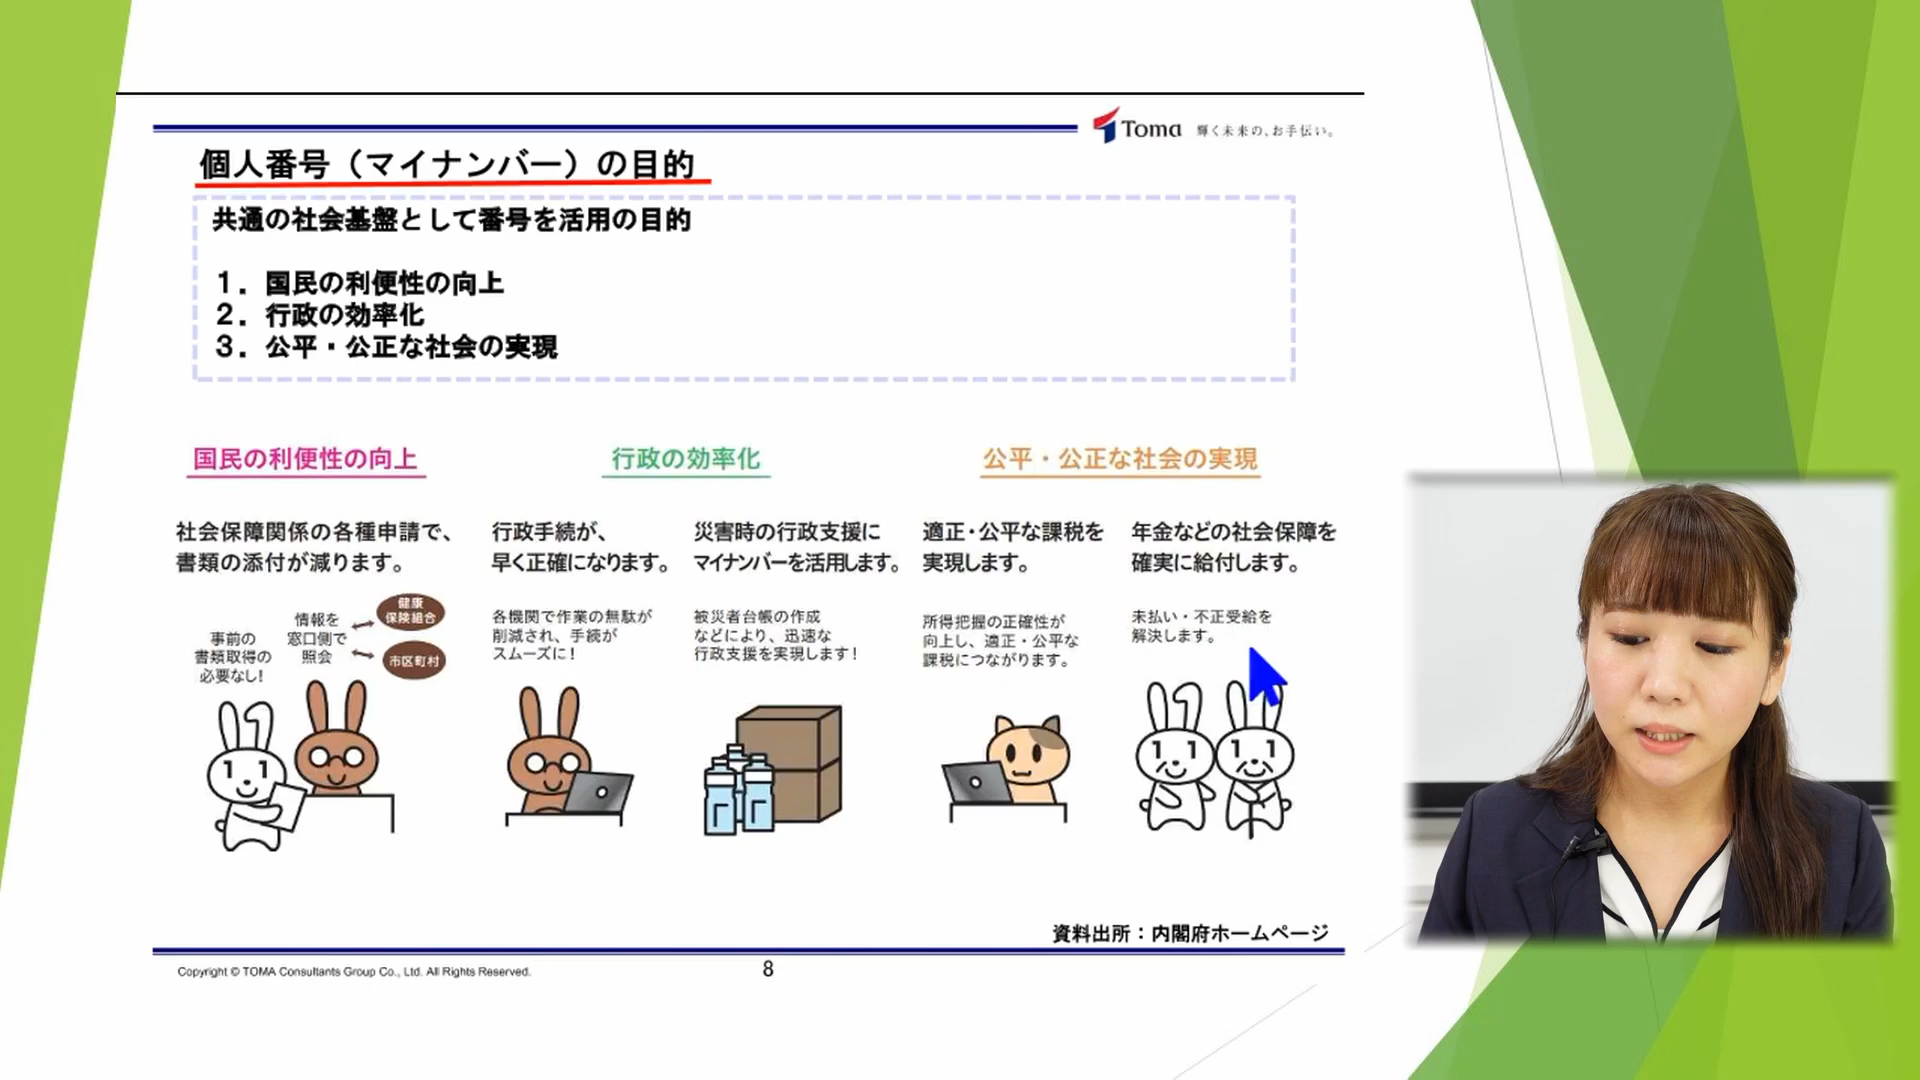 Toma 輝く未来の、お手伝い。
個人番号（マイナンバー）の目的
共通の社会基盤として番号を活用の目的
１．国民の利便性の向上
２．行政の効率化
３．公平・公正な社会の実現
国民の利便性の向上
社会保障関係の各種申請で、
書類の添付が減ります。
事前の
書類取得の
必要なし！
情報を
窓口側で
照会
健康
保険組合
市区町村
行政の効率化
行政手続が、
早く正確になります。
各機関で作業の無駄が
削減され、手続が
スムーズに！
災害時の行政支援に
マイナンバーを活用します。
被災者台帳の作成
などにより、迅速な
行政支援を実現します！
公平・公正な社会の実現
適正・公平な課税を
実現します。
所得把握の正確性が
向上し、適正・公平な
課税につながります。
年金などの社会保障を
確実に給付します。
未払い・不正受給を
解決します。
資料出所：内閣府ホームページ
Copyright © TOMA Consultants Group Co., Ltd. All Rights Reserved.
8